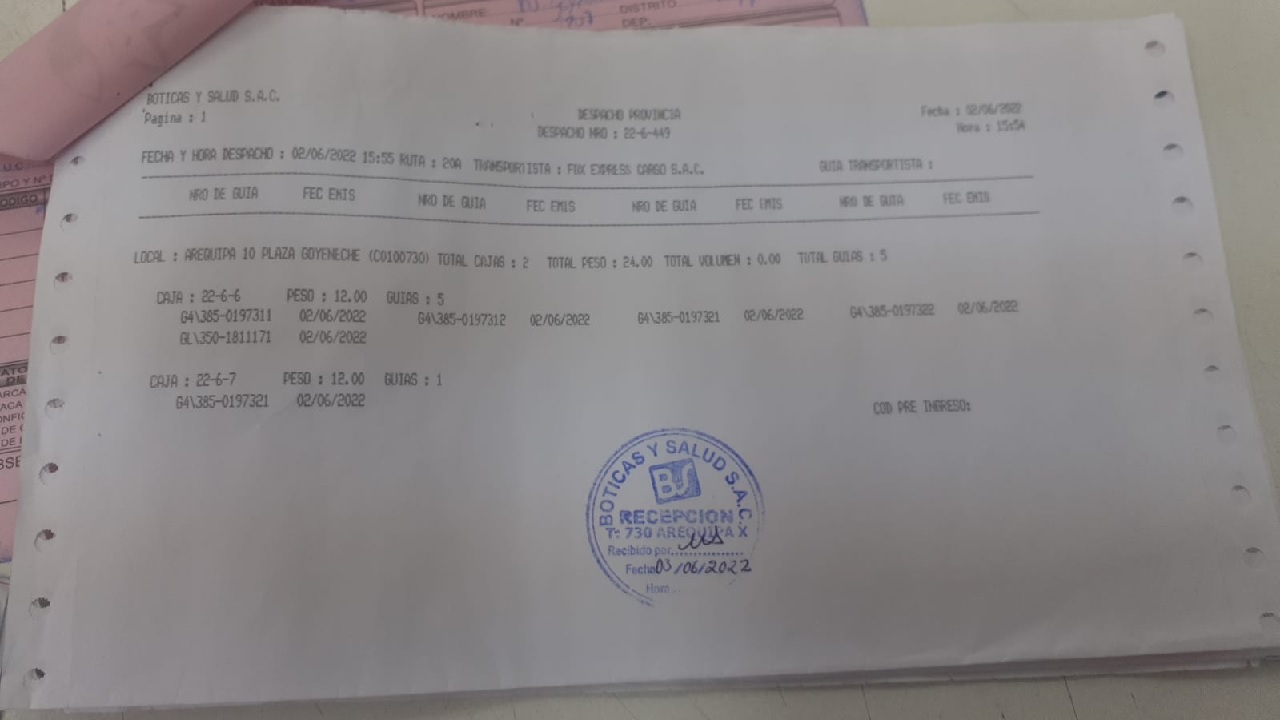 NOMBRE
Nº
DISTRITO
DEP.
BOTICAS Y SALUD S.A.C.
Pagina : 1
DESPACHO PROVINCIA
DESPACHO NRO : 22-6-449
Fecha : 02/06/2022
Hora : 15:54
FECHA Y HORA DESPACHO : 02/06/2022 15:55 RUTA : 20A TRANSPORTISTA : FOX EXPRESS CARGO S.A.C. GUIA TRANSPORTISTA :
NRO DE GUIA FEC EMIS NRO DE GUIA FEC EMIS NRO DE GUIA FEC EMIS NRO DE GUIA FEC EMIS
LOCAL : AREQUIPA 10 PLAZA GOYENECHE (C0100730) TOTAL CAJAS : 2 TOTAL PESO : 24.00 TOTAL VOLUMEN : 0.00 TOTAL GUIAS : 5
CAJA : 22-6-6 PESO : 12.00 GUIAS : 5
G4\385-0197311 02/06/2022 G4\385-0197312 02/06/2022 G4\385-0197321 02/06/2022 G4\385-0197322 02/06/2022
GL\350-1811171 02/06/2022
CAJA : 22-6-7 PESO : 12.00 GUIAS : 1
G4\385-0197321 02/06/2022
COD PRE INGRESO:
BOTICAS Y SALUD S.A.C.
BS
RECEPCION
T: 730 AREQUIPA X
Recibido por
Fecha 03/06/2022
Hora